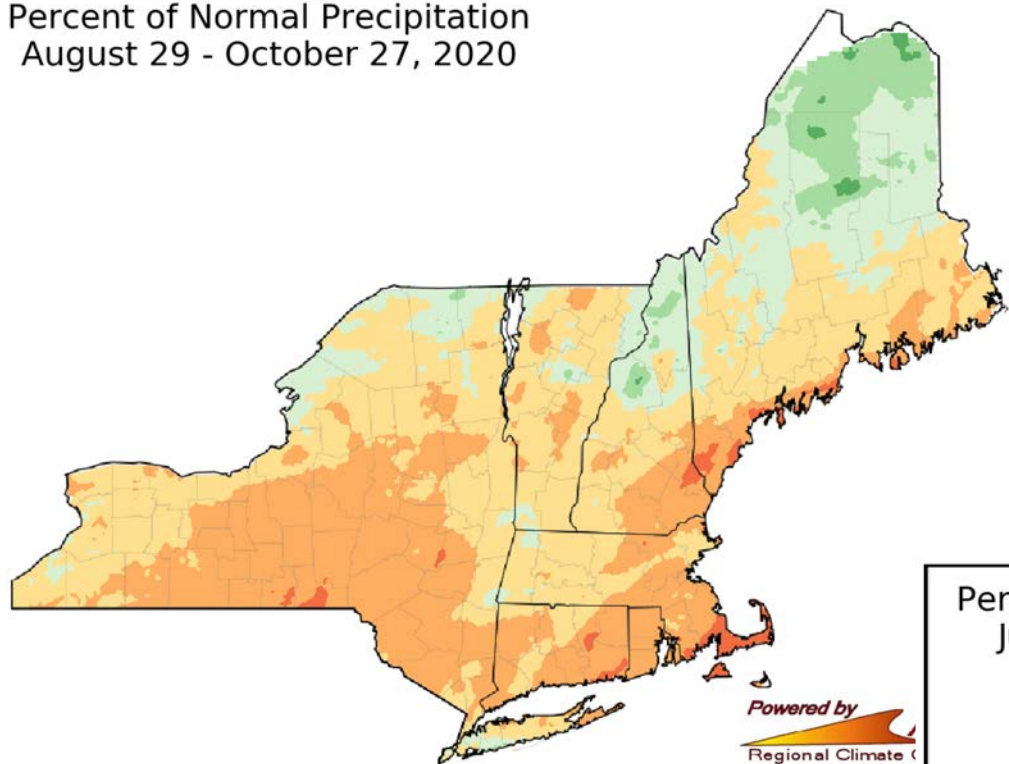 Percent of Normal Precipitation
August 29 - October 27, 2020
Powered by
Regional Climate